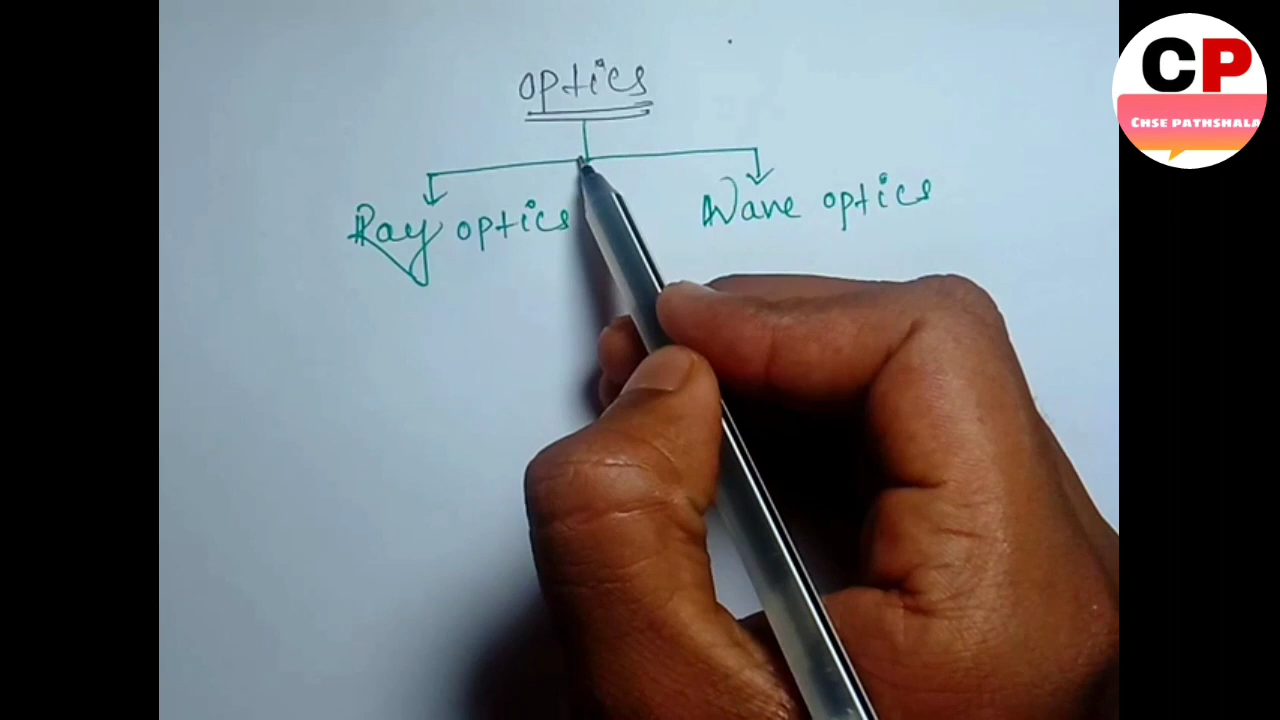 optics
Ray optics
Wave optics
CP
CHSE PATHSHALA